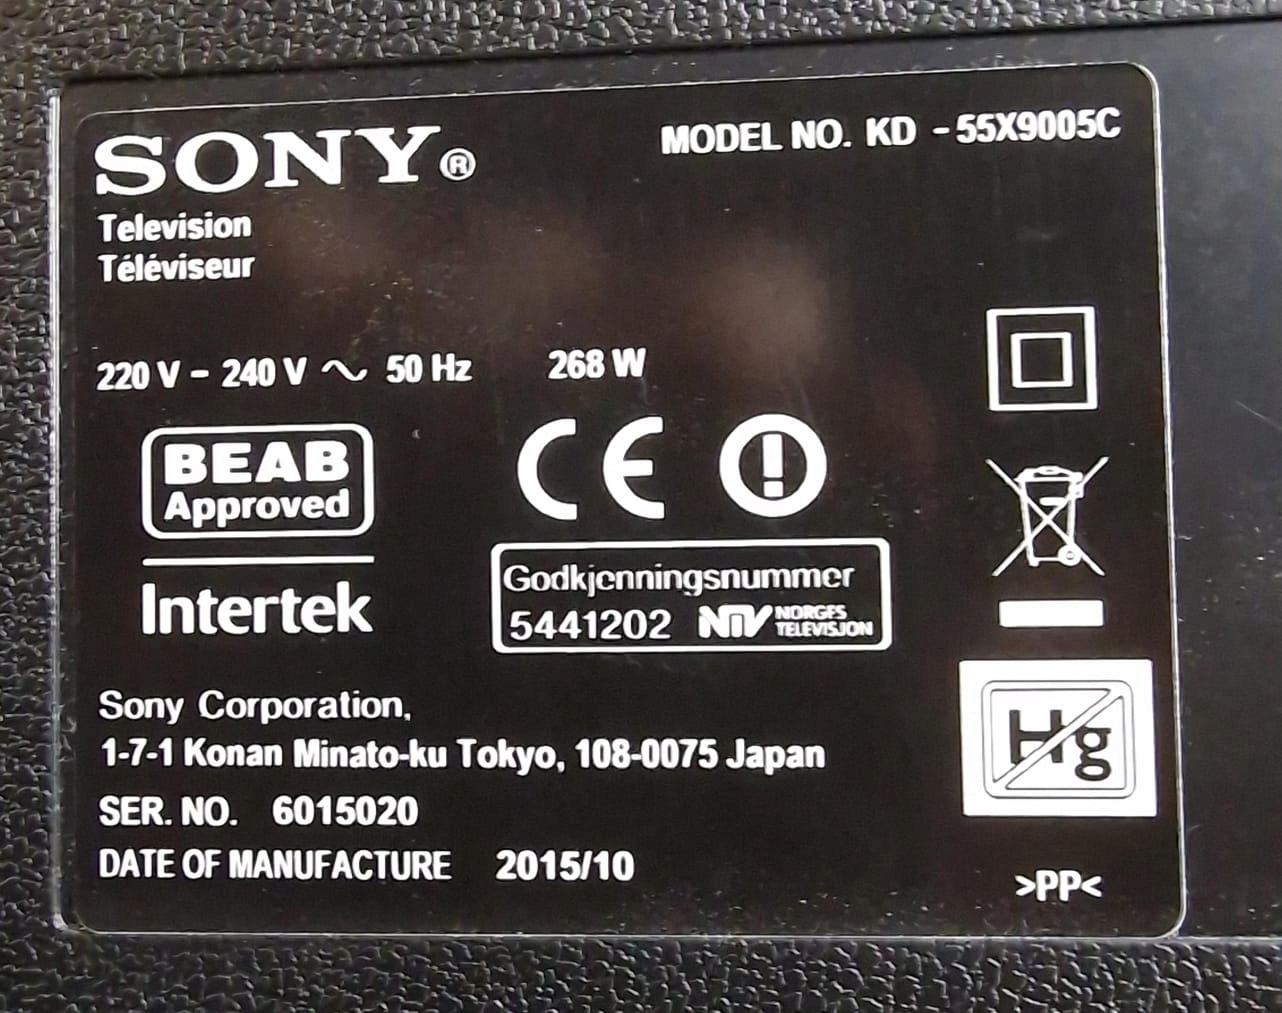 SONY®
MODEL NO. KD - 55X9005C
Television
Téléviseur
220 V - 240 V ~ 50 Hz 268 W
BEAB
Approved
CE
Intertek
Godkjenningsnummer
5441202 NTV NORGES
TELEVISJON
Sony Corporation,
1-7-1 Konan Minato-ku Tokyo, 108-0075 Japan
Hg
SER. NO. 6015020
DATE OF MANUFACTURE 2015/10
>PP<